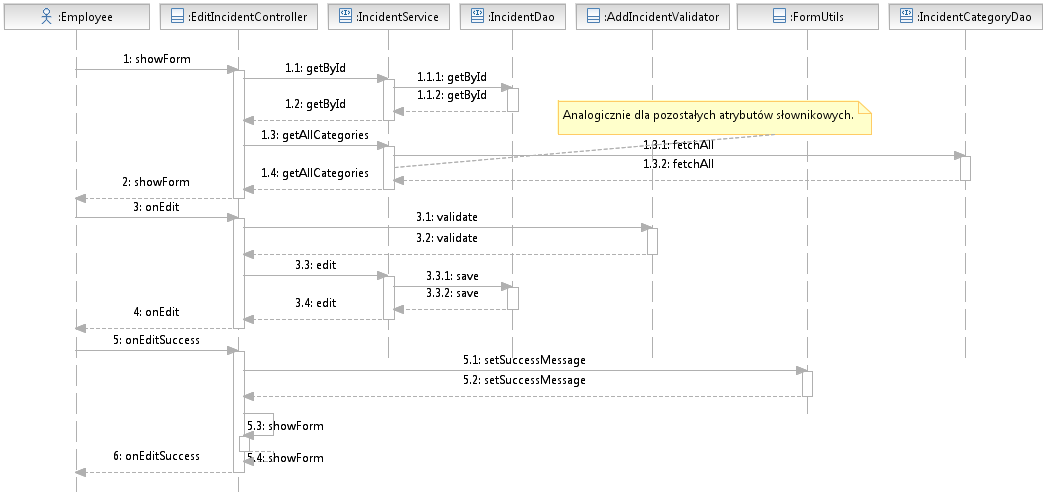 :Employee
:EditIncidentController
:IncidentService
:IncidentDao
:AddIncidentValidator
:FormUtils
:IncidentCategoryDao
1: showForm
1.1: getById
1.1.1: getById
1.1.2: getById
1.2: getById
Analogicznie dla pozostałych atrybutów słownikowych.
1.3: getAllCategories
1.3.1: fetchAll
1.3.2: fetchAll
1.4: getAllCategories
2: showForm
3: onEdit
3.1: validate
3.2: validate
3.3: edit
3.3.1: save
3.3.2: save
3.4: edit
4: onEdit
5: onEditSuccess
5.1: setSuccessMessage
5.2: setSuccessMessage
5.3: showForm
6: onEditSuccess
5.4: showForm